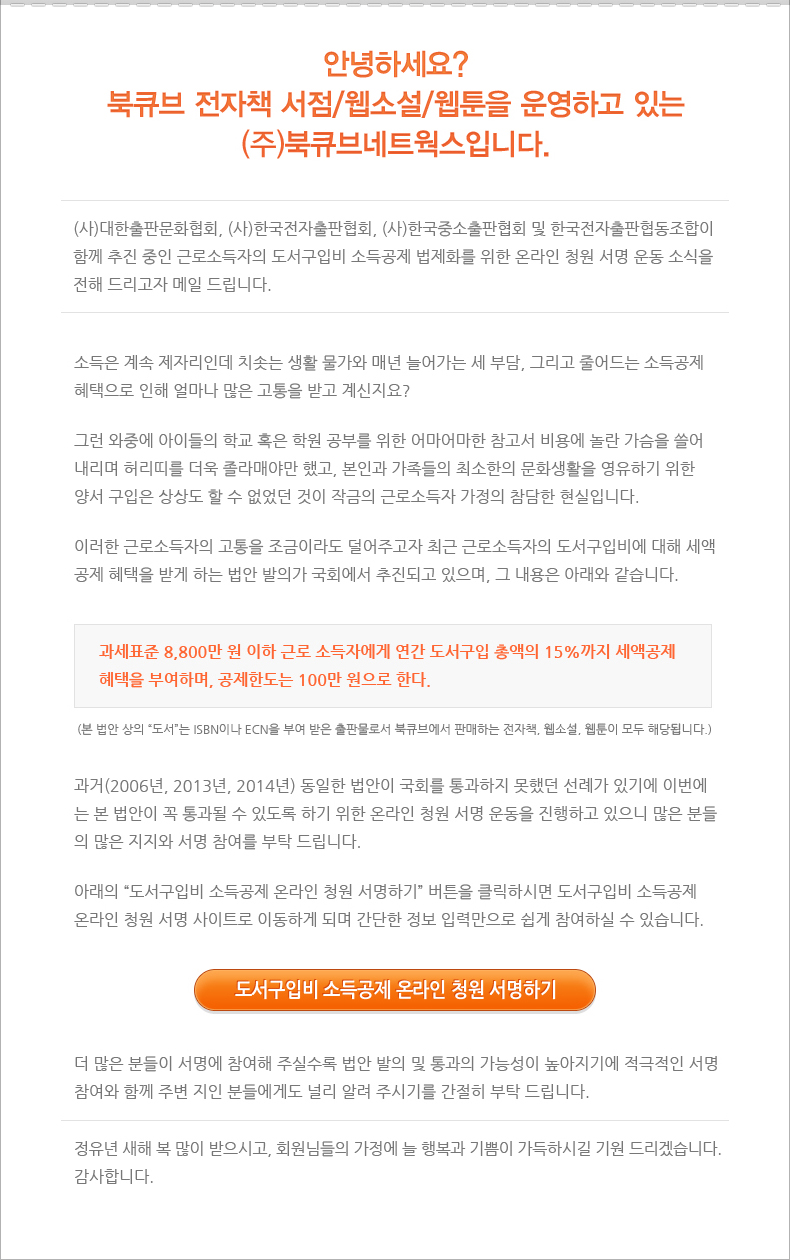 안녕하세요?
북큐브 전자책 서점/웹소설/웹툰을 운영하고 있는
(주)북큐브네트웍스입니다.
(사)대한출판문화협회, (사)한국전자출판협회, (사)한국중소출판협회 및 한국전자출판협동조합이
함께 추진 중인 근로소득자의 도서구입비 소득공제 법제화를 위한 온라인 청원 서명 운동 소식을
전해 드리고자 메일 드립니다.
소득은 계속 제자리인데 치솟는 생활 물가와 매년 늘어가는 세 부담, 그리고 줄어드는 소득공제
혜택으로 인해 얼마나 많은 고통을 받고 계신지요?
그런 와중에 아이들의 학교 혹은 학원 공부를 위한 어마어마한 참고서 비용에 놀란 가슴을 쓸어
내리며 허리띠를 더욱 졸라매야만 했고, 본인과 가족들의 최소한의 문화생활을 영유하기 위한
양서 구입은 상상도 할 수 없었던 것이 작금의 근로소득자 가정의 참담한 현실입니다.
이러한 근로소득자의 고통을 조금이라도 덜어주고자 최근 근로소득자의 도서구입비에 대해 세액
공제 혜택을 받게 하는 법안 발의가 국회에서 추진되고 있으며, 그 내용은 아래와 같습니다.
과세표준 8,800만 원 이하 근로 소득자에게 연간 도서구입 총액의 15%까지 세액공제
혜택을 부여하며, 공제한도는 100만 원으로 한다.
(본 법안 상의 “도서”는 ISBN이나 ECN을 부여 받은 출판물로서 북큐브에서 판매하는 전자책, 웹소설, 웹툰이 모두 해당됩니다.)
과거(2006년, 2013년, 2014년) 동일한 법안이 국회를 통과하지 못했던 선례가 있기에 이번에
는 본 법안이 꼭 통과될 수 있도록 하기 위한 온라인 청원 서명 운동을 진행하고 있으니 많은 분들
의 많은 지지와 서명 참여를 부탁 드립니다.
아래의 “도서구입비 소득공제 온라인 청원 서명하기” 버튼을 클릭하시면 도서구입비 소득공제
온라인 청원 서명 사이트로 이동하게 되며 간단한 정보 입력만으로 쉽게 참여하실 수 있습니다.
도서구입비 소득공제 온라인 청원 서명하기
더 많은 분들이 서명에 참여해 주실수록 법안 발의 및 통과의 가능성이 높아지기에 적극적인 서명
참여와 함께 주변 지인 분들에게도 널리 알려 주시기를 간절히 부탁 드립니다.
정유년 새해 복 많이 받으시고, 회원님들의 가정에 늘 행복과 기쁨이 가득하시길 기원 드리겠습니다.
감사합니다.